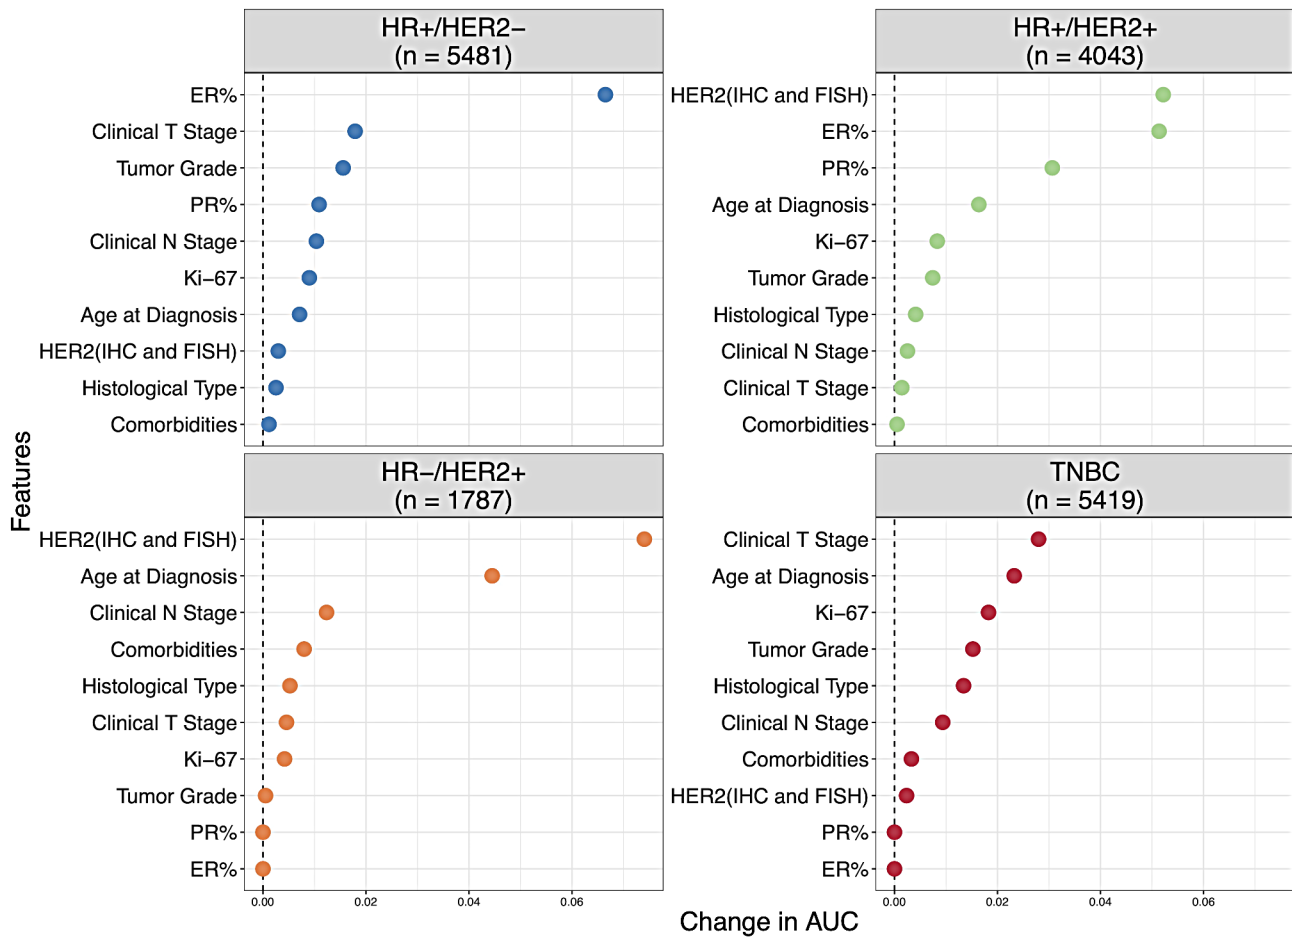 HR+/HER2−
(n = 5481)
ER%
Clinical T Stage
Tumor Grade
PR%
Clinical N Stage
Ki−67
Age at Diagnosis
HER2(IHC and FISH)
Histological Type
Comorbidities
HR+/HER2+
(n = 4043)
HER2(IHC and FISH)
ER%
PR%
Age at Diagnosis
Ki−67
Tumor Grade
Histological Type
Clinical N Stage
Clinical T Stage
Comorbidities
Features
HR−/HER2+
(n = 1787)
HER2(IHC and FISH)
Age at Diagnosis
Clinical N Stage
Comorbidities
Histological Type
Clinical T Stage
Ki−67
Tumor Grade
PR%
ER%
0.00 0.02 0.04 0.06
TNBC
(n = 5419)
Clinical T Stage
Age at Diagnosis
Ki−67
Tumor Grade
Histological Type
Clinical N Stage
Comorbidities
HER2(IHC and FISH)
PR%
ER%
0.00 0.02 0.04 0.06
Change in AUC